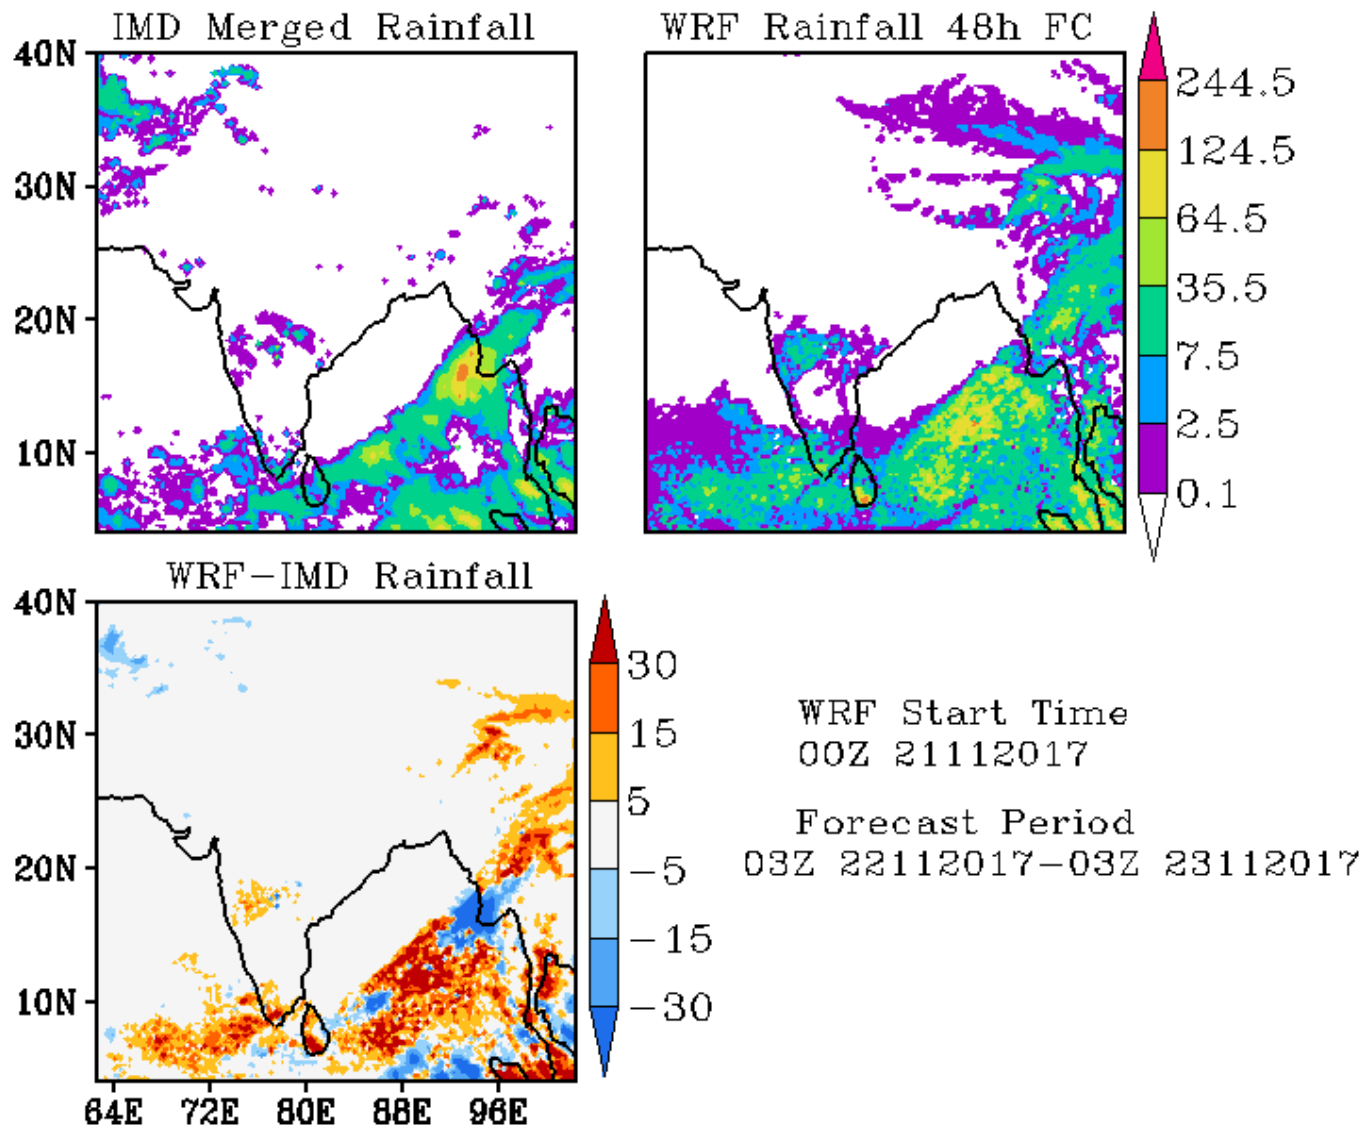 IMD Merged Rainfall
WRF Rainfall 48h FC
40N
30N
20N
10N
244.5
124.5
64.5
35.5
7.5
2.5
0.1
WRF-IMD Rainfall
40N
30N
20N
10N
64E 72E 80E 88E 96E
30
15
5
-5
-15
-30
WRF Start Time
00Z 21112017
Forecast Period
03Z 22112017-03Z 23112017